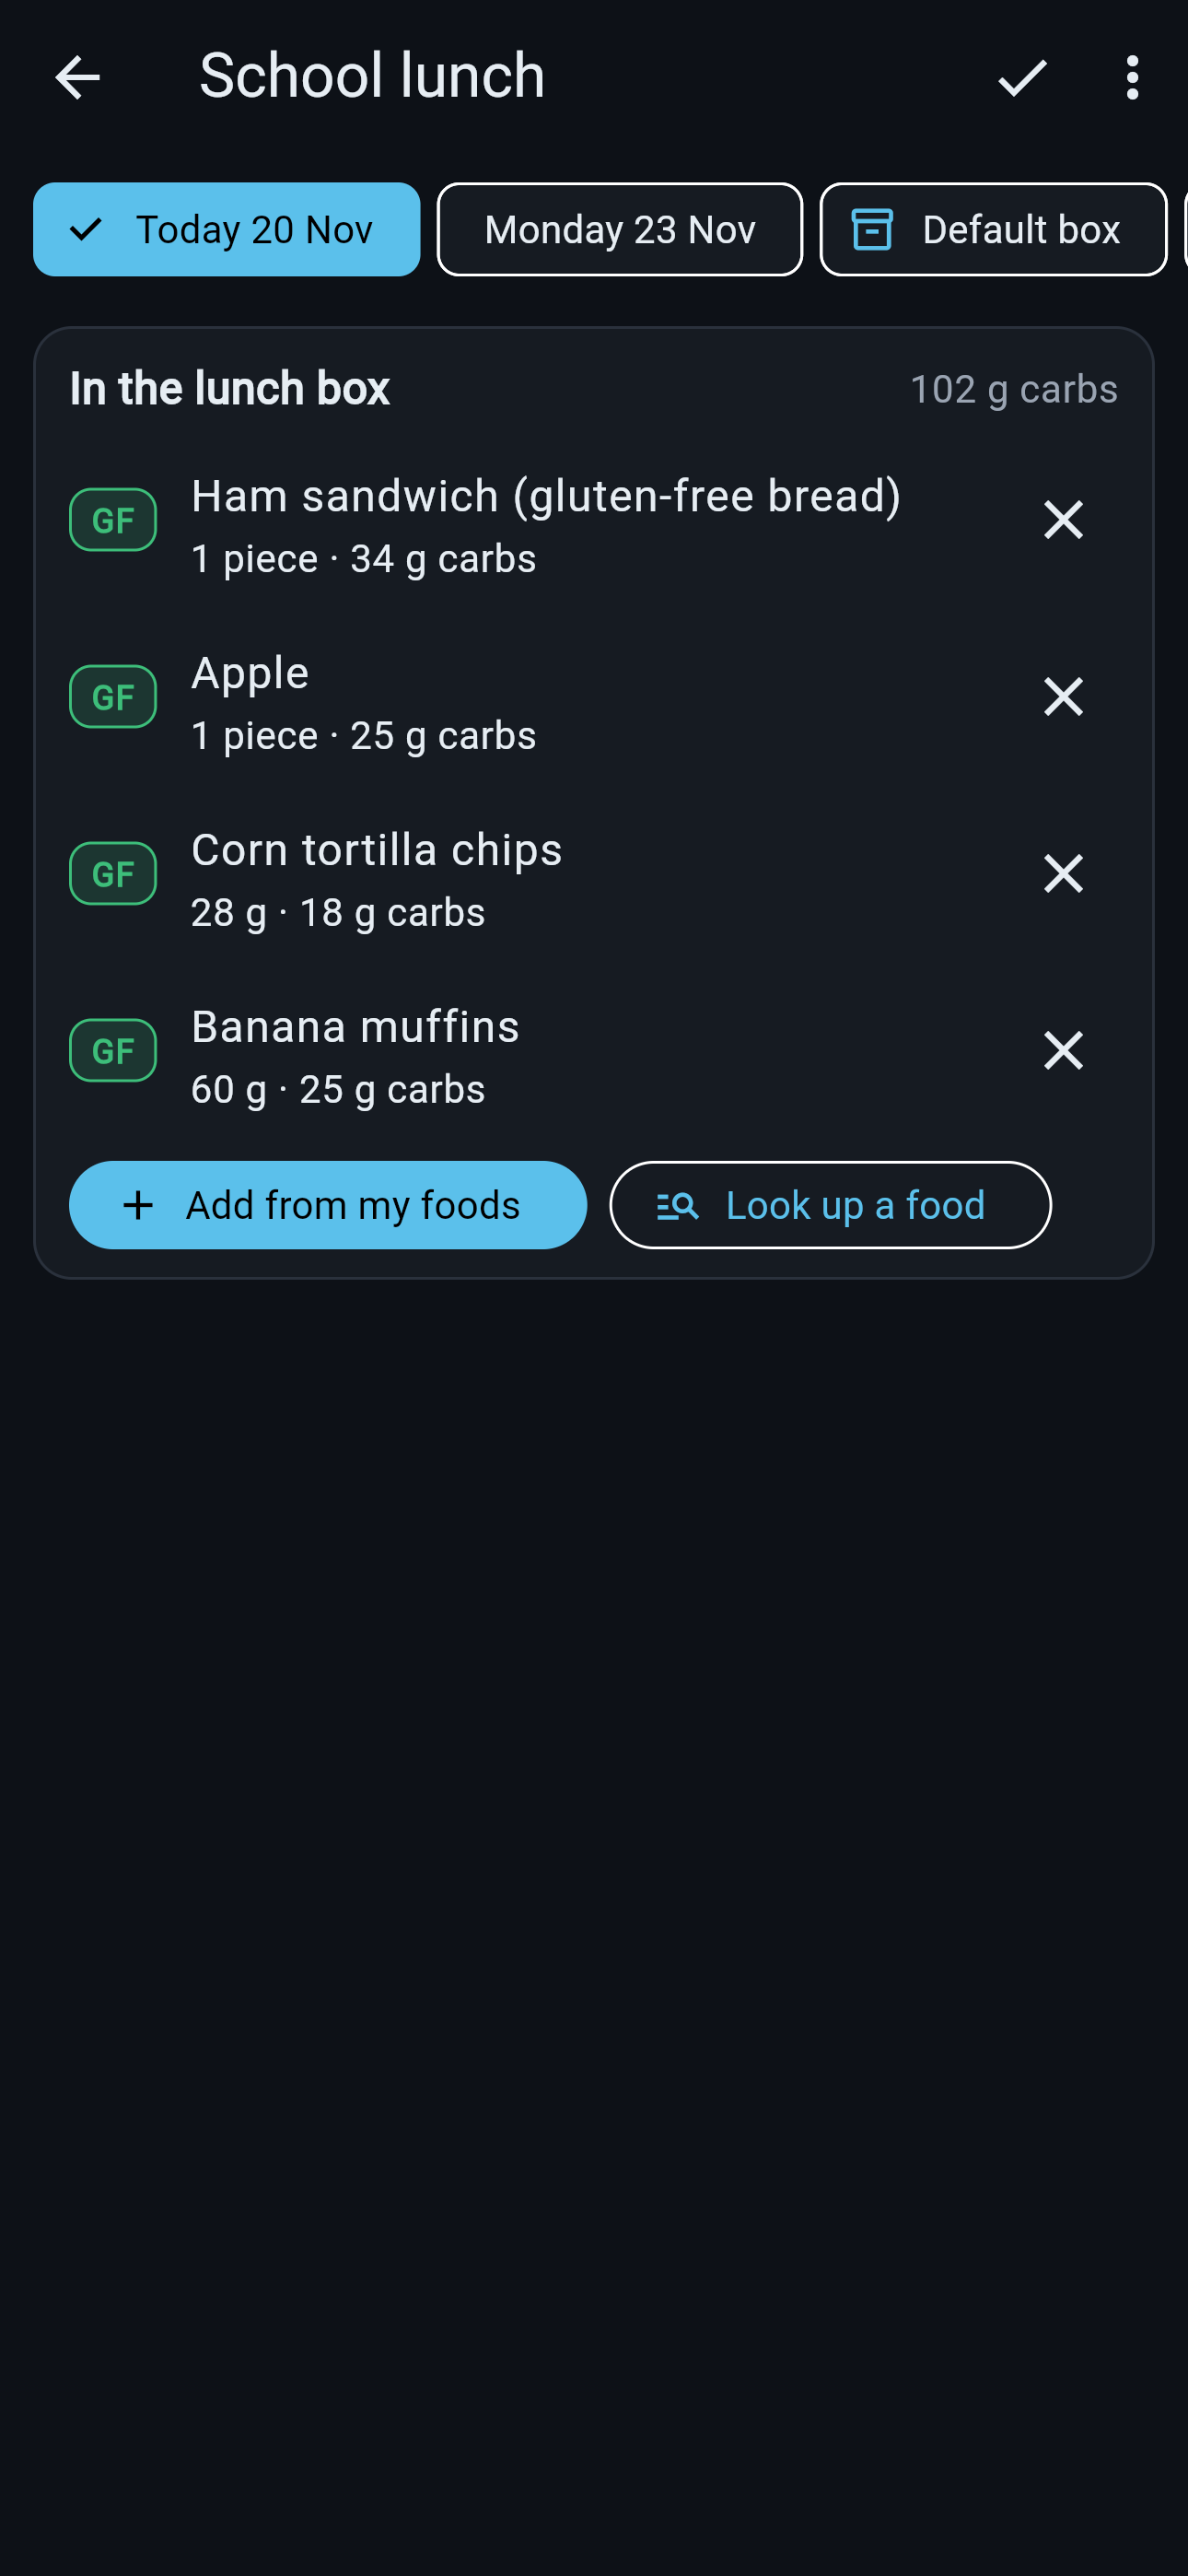 School lunch
Today 20 Nov
Monday 23 Nov
Default box
In the lunch box
102 g carbs
GF
Ham sandwich (gluten-free bread)
1 piece · 34 g carbs
GF
Apple
1 piece · 25 g carbs
GF
Corn tortilla chips
28 g · 18 g carbs
GF
Banana muffins
60 g · 25 g carbs
Add from my foods
Look up a food